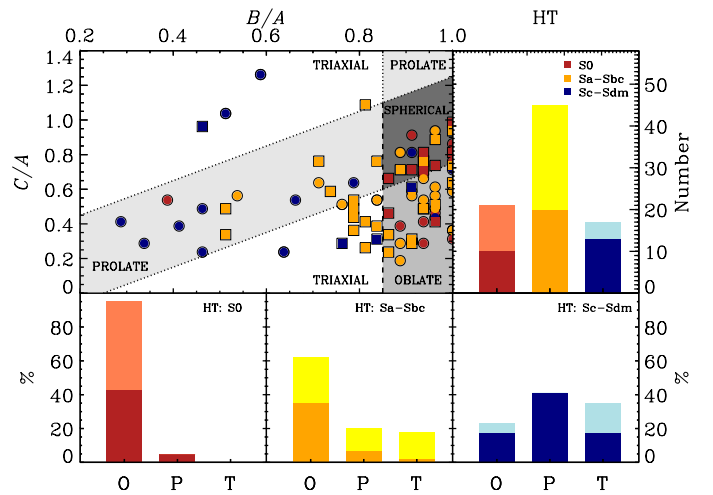 B/A
HT
0.2 0.4 0.6 0.8 1.0
1.4
1.2
1.0
0.8
0.6
0.4
0.2
0
C/A
TRIAXIAL
PROLATE
SPHERICAL
PROLATE
TRIAXIAL
OBLATE
S0
Sa-Sbc
Sc-Sdm
50
40
30
20
10
0
Number
HT: S0
HT: Sa-Sbc
HT: Sc-Sdm
80
60
40
20
0
%
80
60
40
20
0
%
O P T O P T O P T